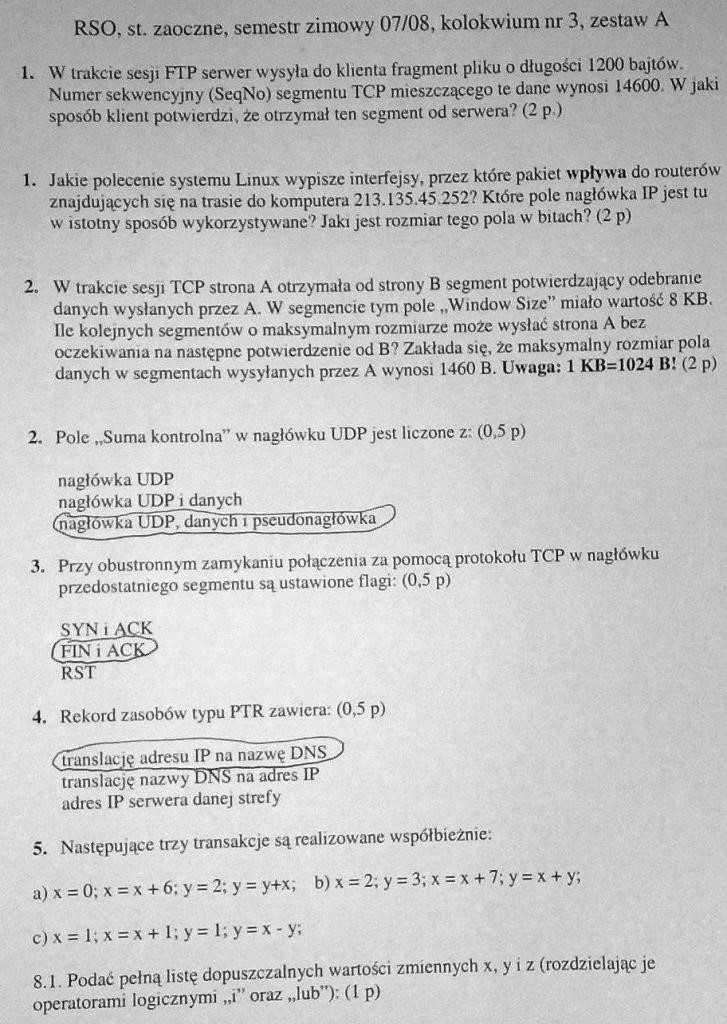 RSO, st. zaoczne, semestr zimowy 07/08, kolokwium nr 3, zestaw A
1. W trakcie sesji FTP serwer wysyła do klienta fragment pliku o długości 1200 bajtów.
Numer sekwencyjny (SeqNo) segmentu TCP mieszczącego te dane wynosi 14600. W jaki
sposób klient potwierdzi, że otrzymał ten segment od serwera? (2 p.)
1. Jakie polecenie systemu Linux wypisze interfejsy, przez które pakiet wpływa do routerów
znajdujących się na trasie do komputera 213.135.45.252? Które pole nagłówka IP jest tu
w istotny sposób wykorzystywane? Jaki jest rozmiar tego pola w bitach? (2 p)
2. W trakcie sesji TCP strona A otrzymała od strony B segment potwierdzający odebranie
danych wysłanych przez A. W segmencie tym pole „Window Size” miało wartość 8 KB.
Ile kolejnych segmentów o maksymalnym rozmiarze może wysłać strona A bez
oczekiwania na następne potwierdzenie od B? Zakłada się, że maksymalny rozmiar pola
danych w segmentach wysyłanych przez A wynosi 1460 B. Uwaga: 1 KB=1024 B! (2 p)
2. Pole „Suma kontrolna” w nagłówku UDP jest liczone z: (0,5 p)
nagłówka UDP
nagłówka UDP i danych
nagłówka UDP, danych i pseudonagłówka
3. Przy obustronnym zamykaniu połączenia za pomocą protokołu TCP w nagłówku
przedostatniego segmentu są ustawione flagi: (0,5 p)
SYN i ACK
FIN i ACK
RST
4. Rekord zasobów typu PTR zawiera: (0,5 p)
translację adresu IP na nazwę DNS
translację nazwy DNS na adres IP
adres IP serwera danej strefy
5. Następujące trzy transakcje są realizowane współbieżnie:
a) x = 0; x = x + 6; y = 2; y = y+x; b) x = 2; y = 3; x = x + 7; y = x + y;
c) x = 1; x = x + 1; y = 1; y = x - y;
8.1. Podać pełną listę dopuszczalnych wartości zmiennych x, y i z (rozdzielając je
operatorami logicznymi „i” oraz „lub”): (1 p)